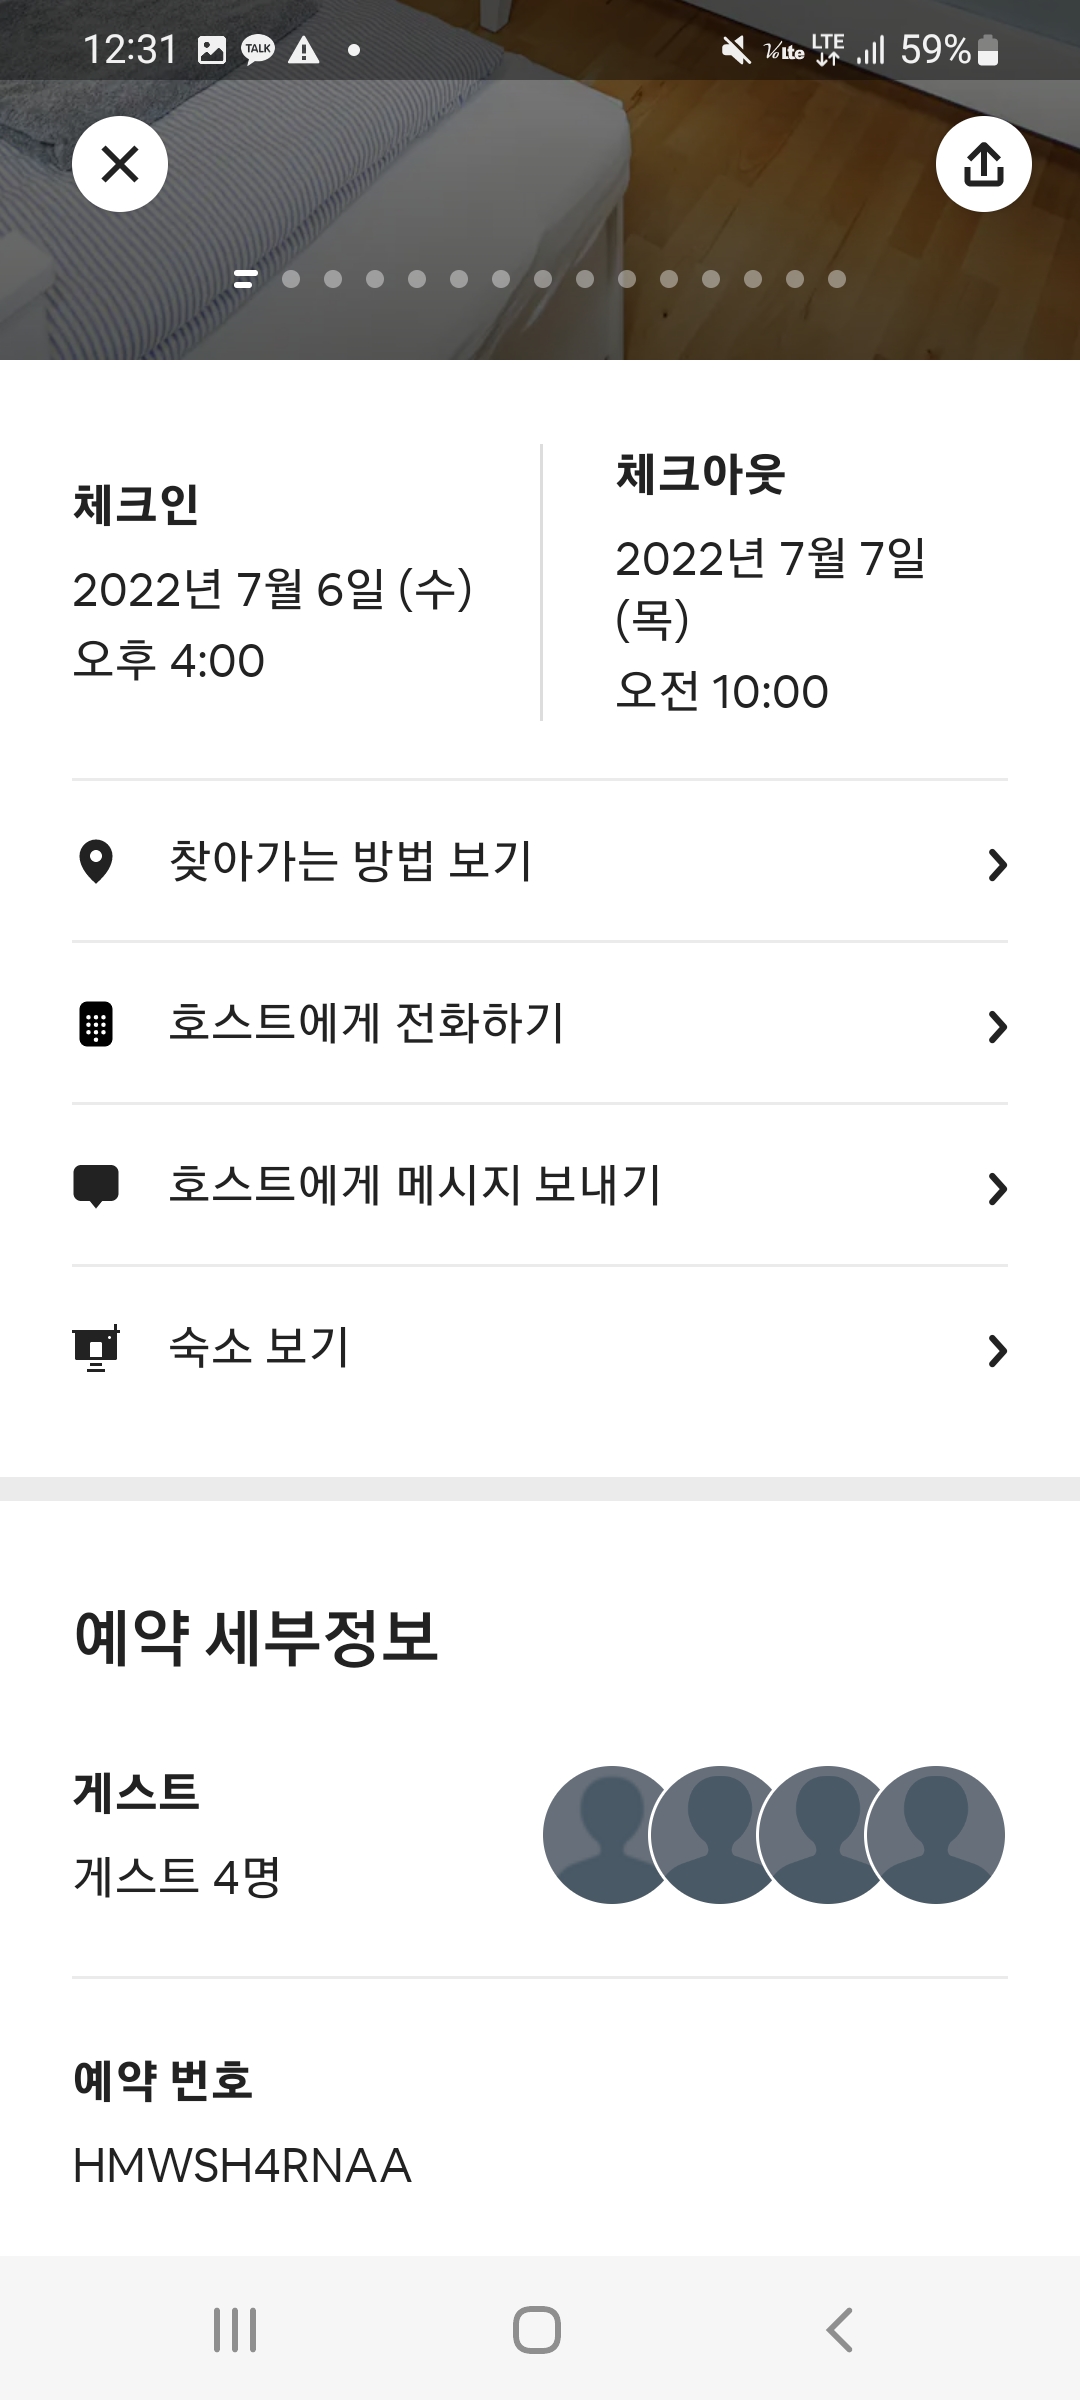 12:31
TALK
VoLte
LTE
59%
체크인
2022년 7월 6일 (수)
오후 4:00
체크아웃
2022년 7월 7일
(목)
오전 10:00
찾아가는 방법 보기
호스트에게 전화하기
호스트에게 메시지 보내기
숙소 보기
예약 세부정보
게스트
게스트 4명
예약 번호
HMWSH4RNAA